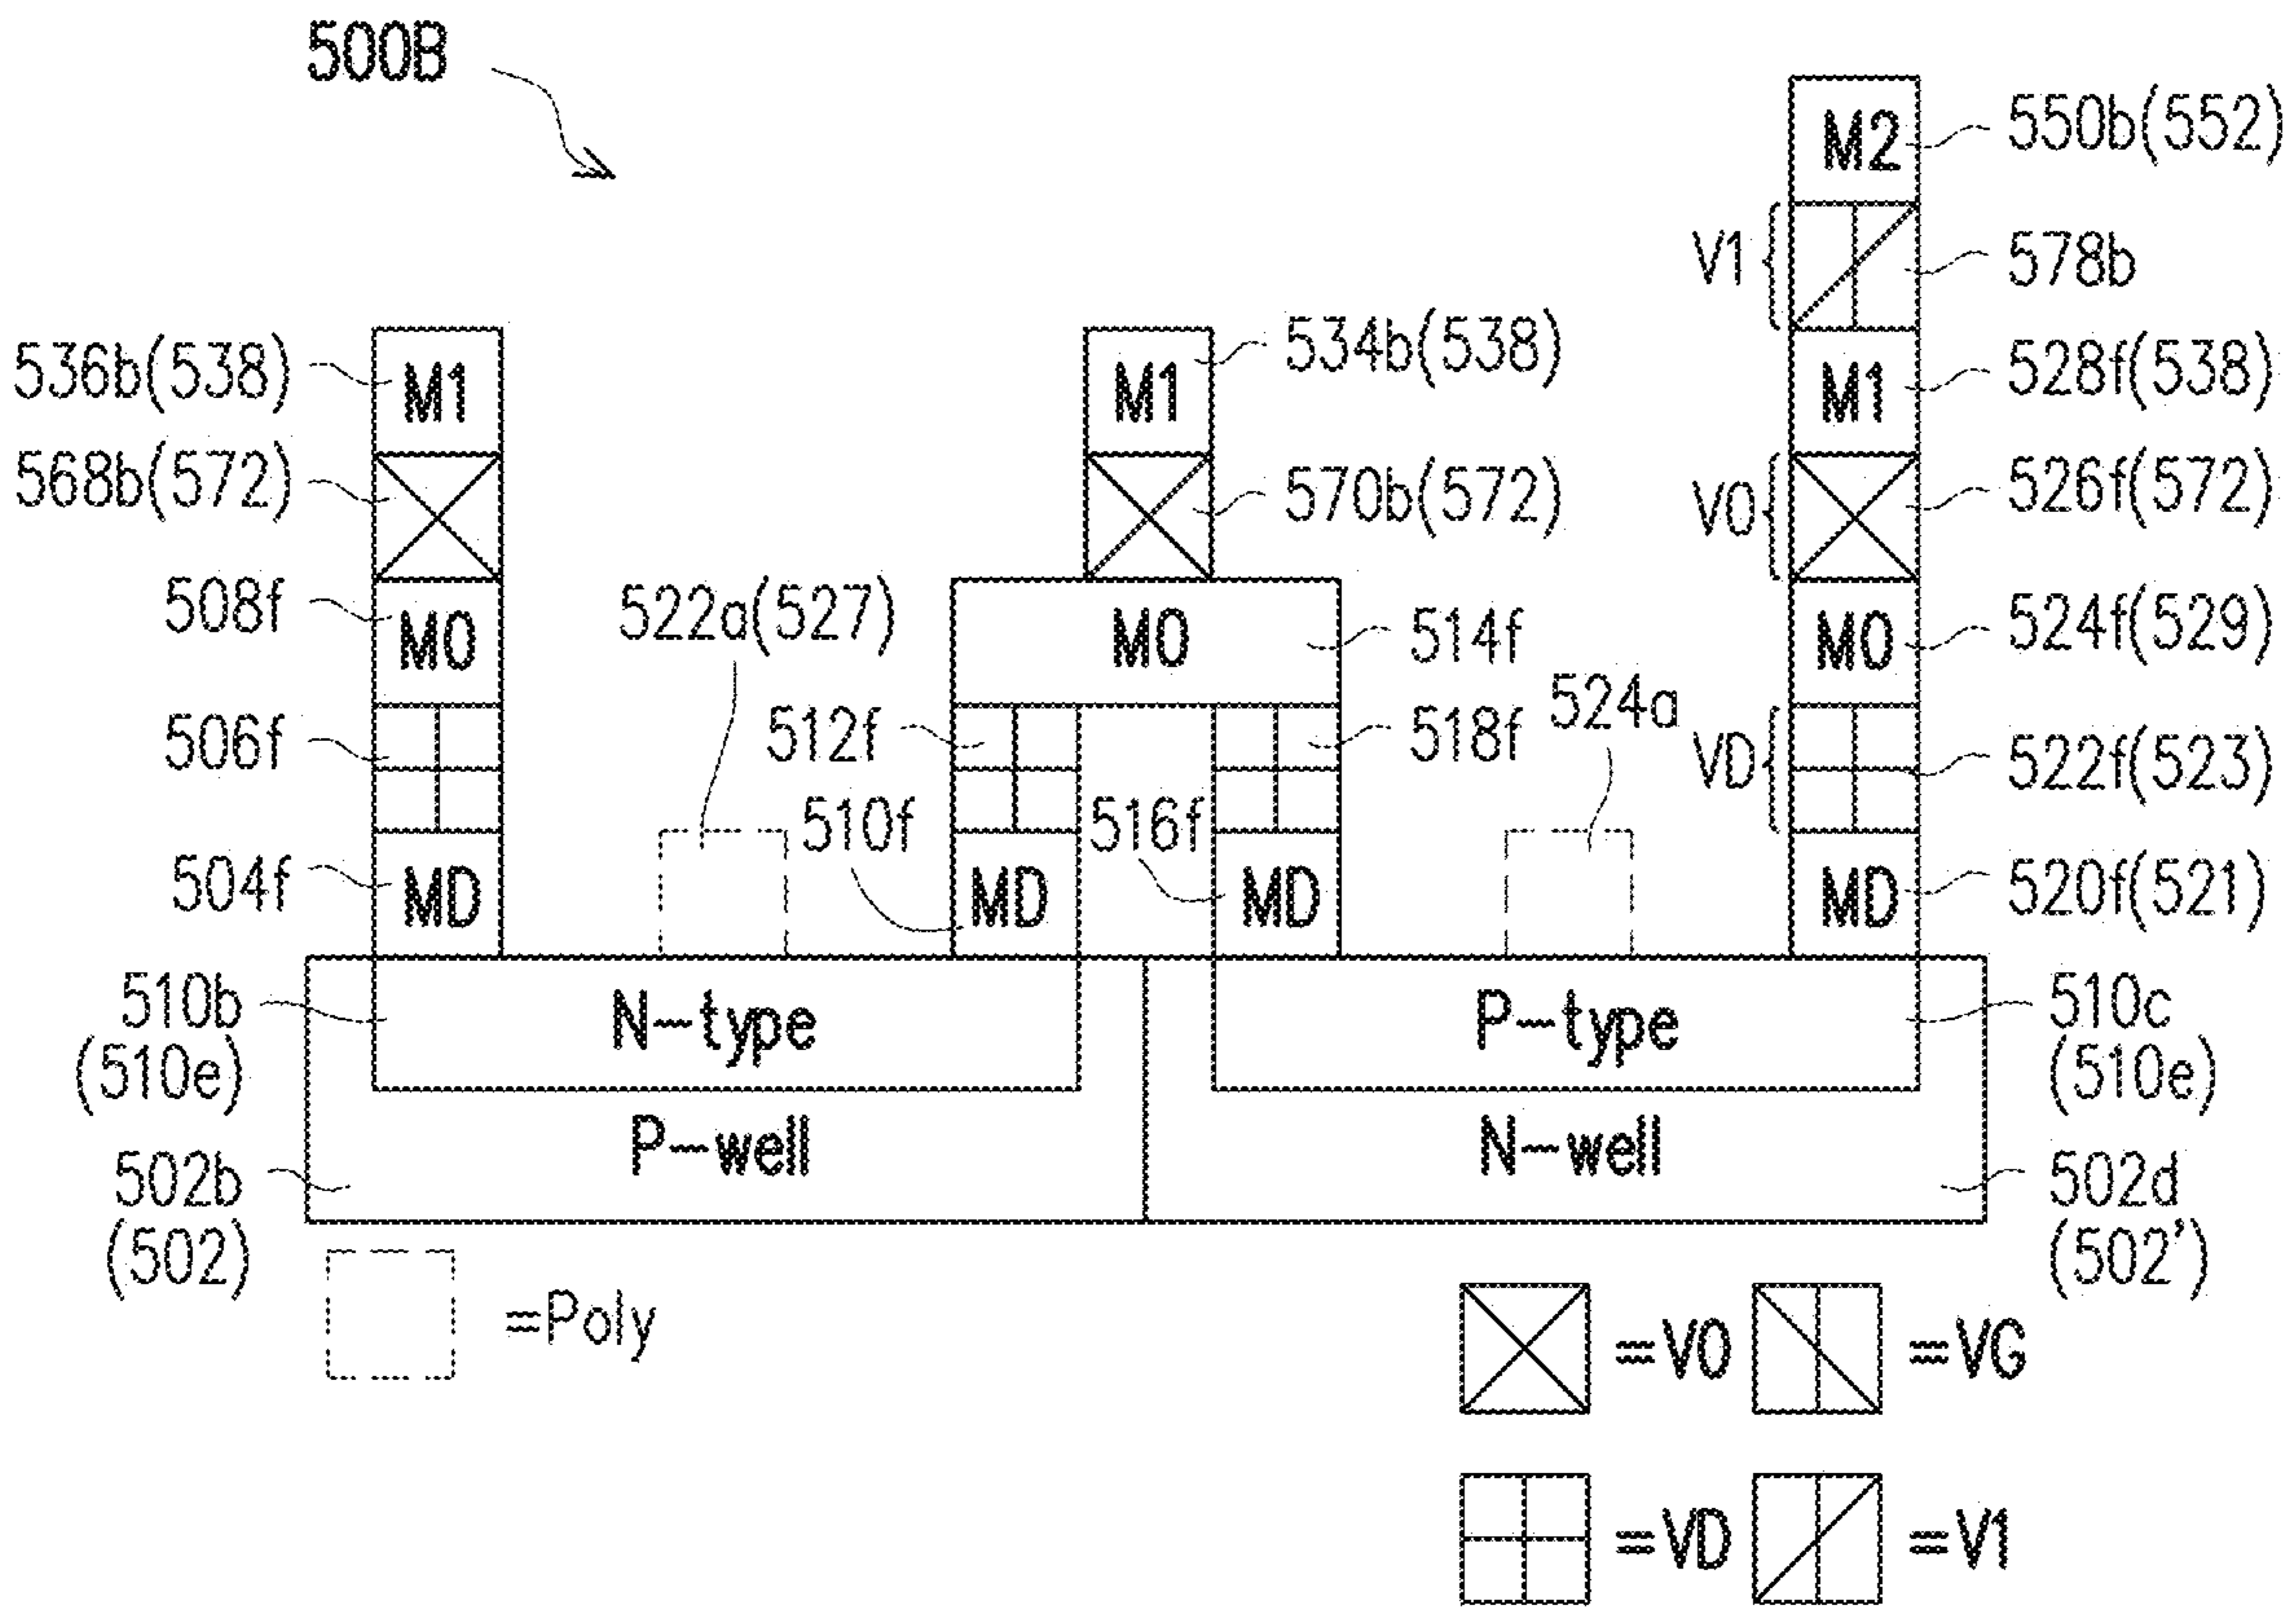 500B
M2 550b(552)
V1 578b
536b(538) M1 M1 534b(538) M1 528f(538)
568b(572) 570b(572) V0 526f(572)
508f M0 522a(527) M0 514f M0 524f(529)
506f 512f 518f 524a VD 522f(523)
510f 516f
504f MD MD MD MD 520f(521)
510b N-type P-type 510c
(510e) (510e)
P-well N-well
502b 502d
(502) (502')
=Poly
=V0 =VG
=VD =V1